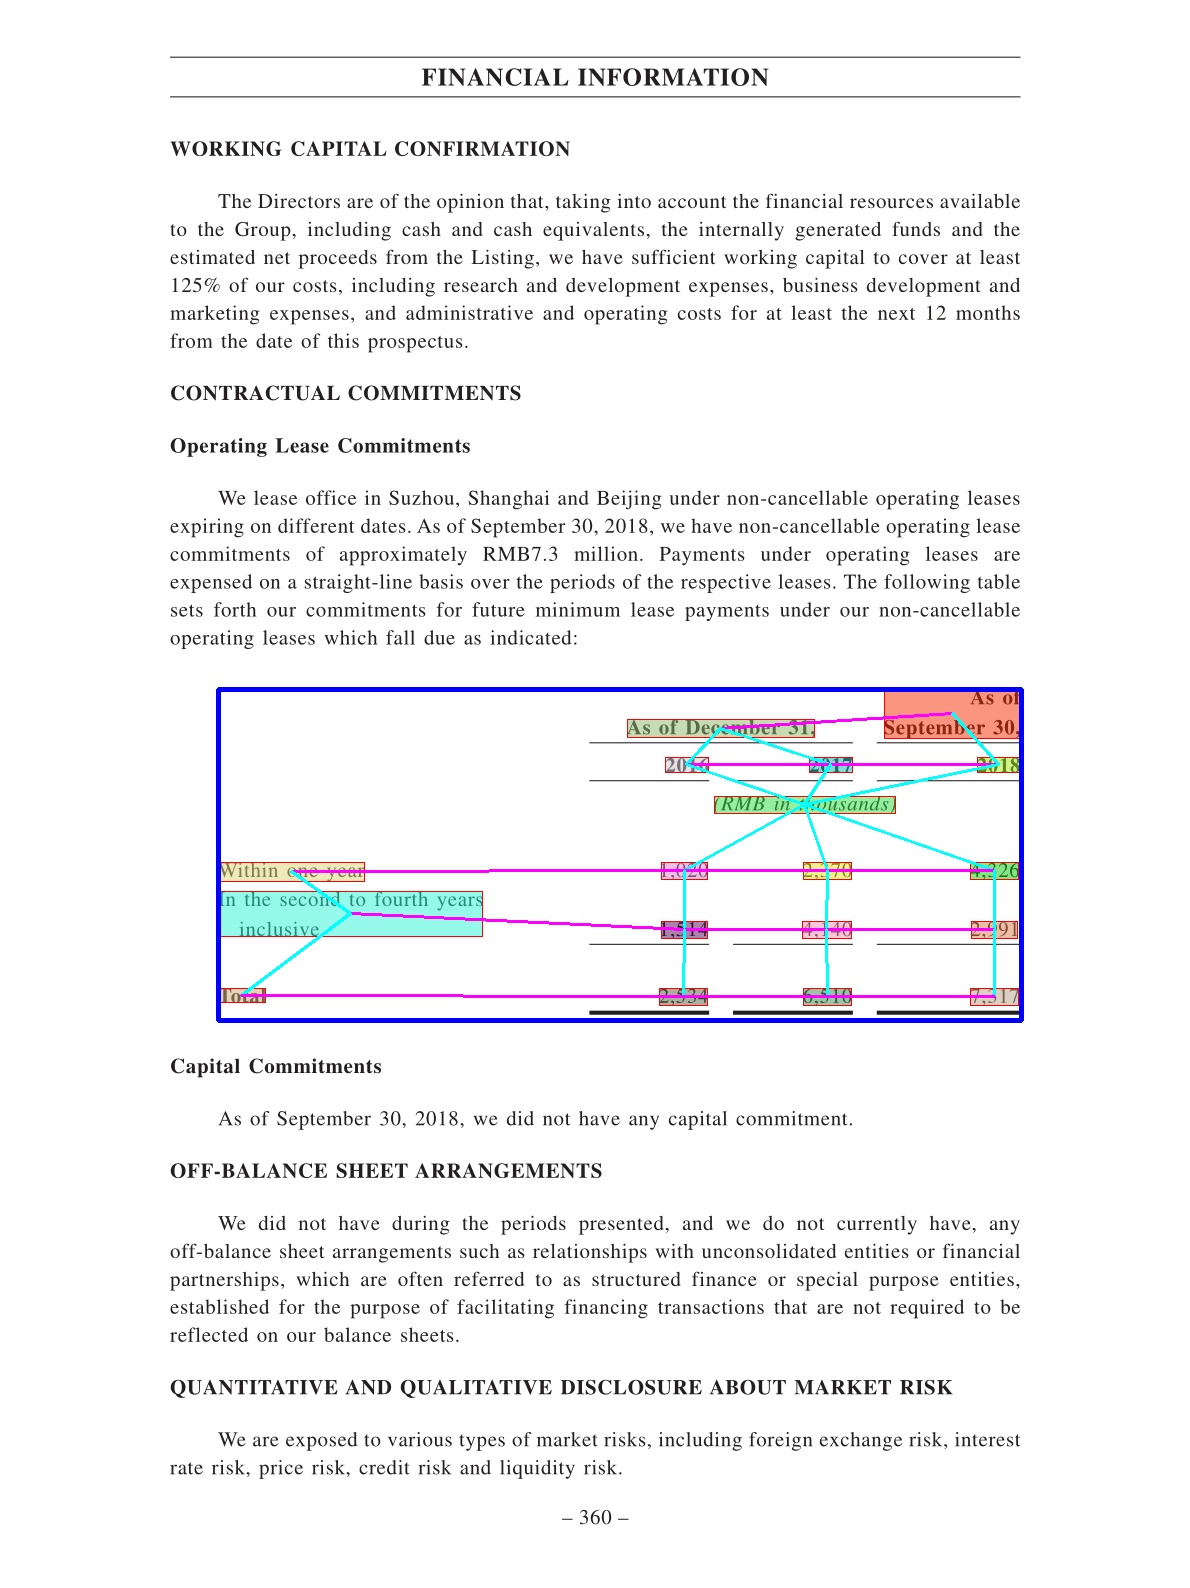 FINANCIAL INFORMATION
WORKING CAPITAL CONFIRMATION
The Directors are of the opinion that, taking into account the financial resources available
to the Group, including cash and cash equivalents, the internally generated funds and the
estimated net proceeds from the Listing, we have sufficient working capital to cover at least
125% of our costs, including research and development expenses, business development and
marketing expenses, and administrative and operating costs for at least the next 12 months
from the date of this prospectus.
CONTRACTUAL COMMITMENTS
Operating Lease Commitments
We lease office in Suzhou, Shanghai and Beijing under non-cancellable operating leases
expiring on different dates. As of September 30, 2018, we have non-cancellable operating lease
commitments of approximately RMB7.3 million. Payments under operating leases are
expensed on a straight-line basis over the periods of the respective leases. The following table
sets forth our commitments for future minimum lease payments under our non-cancellable
operating leases which fall due as indicated:
As of
As of December 31, September 30,
2016 2017 2018
(RMB in thousands)
Within one year 1,020 2,370 4,326
In the second to fourth years
inclusive 1,514 4,140 2,991
Total 2,534 6,510 7,317
Capital Commitments
As of September 30, 2018, we did not have any capital commitment.
OFF-BALANCE SHEET ARRANGEMENTS
We did not have during the periods presented, and we do not currently have, any
off-balance sheet arrangements such as relationships with unconsolidated entities or financial
partnerships, which are often referred to as structured finance or special purpose entities,
established for the purpose of facilitating financing transactions that are not required to be
reflected on our balance sheets.
QUANTITATIVE AND QUALITATIVE DISCLOSURE ABOUT MARKET RISK
We are exposed to various types of market risks, including foreign exchange risk, interest
rate risk, price risk, credit risk and liquidity risk.
– 360 –